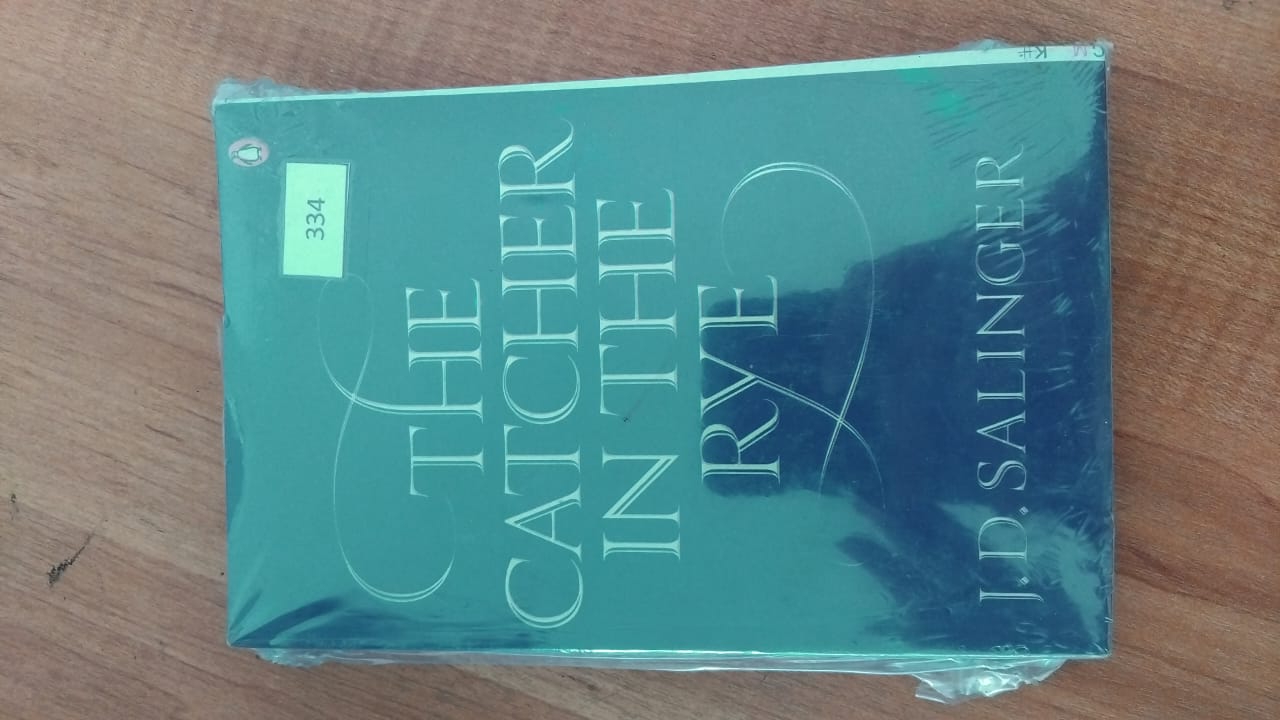 334
THE
CATCHER
IN THE
RYE
J.D. SALINGER